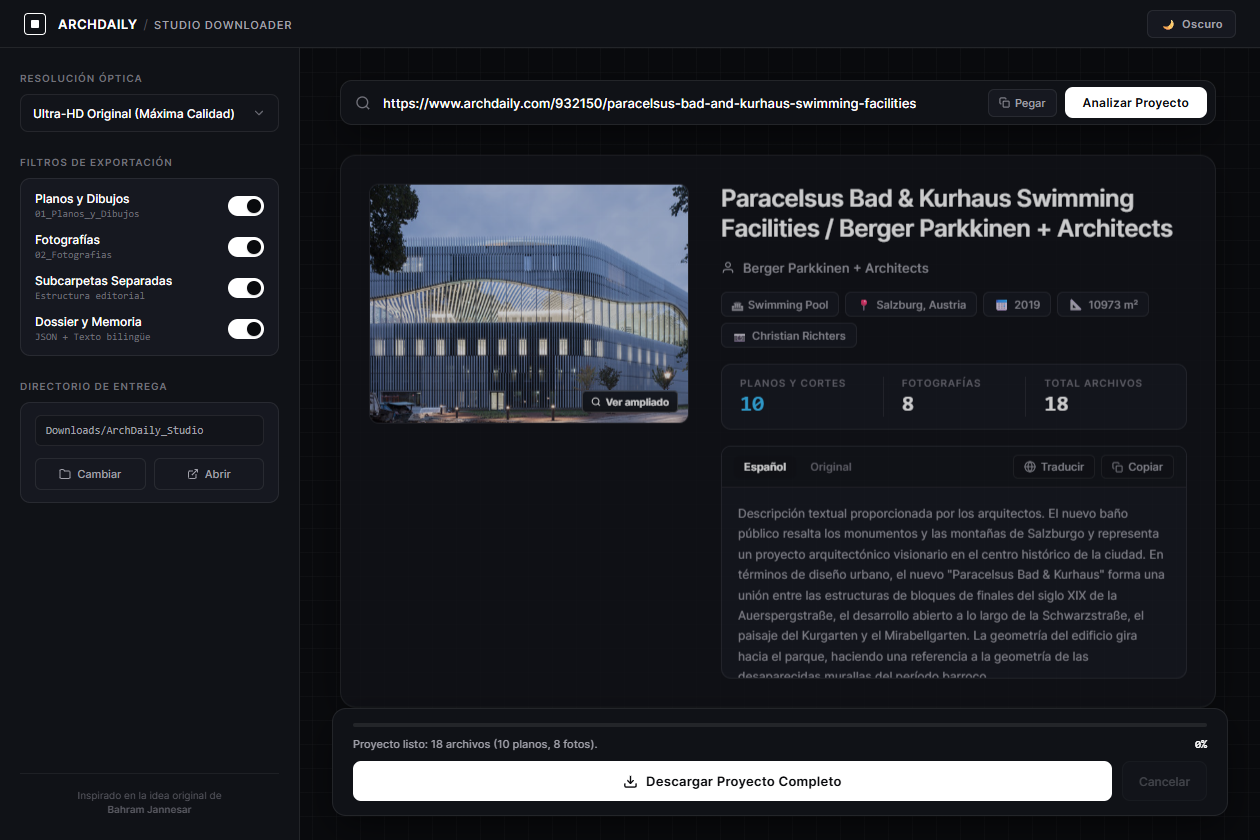 ARCHDAILY / STUDIO DOWNLOADER
Oscuro
RESOLUCIÓN ÓPTICA
Ultra-HD Original (Máxima Calidad)
FILTROS DE EXPORTACIÓN
Planos y Dibujos
01_Planos_y_Dibujos
Fotografías
02_Fotografias
Subcarpetas Separadas
Estructura editorial
Dossier y Memoria
JSON + Texto bilingüe
DIRECTORIO DE ENTREGA
Downloads/ArchDaily_Studio
Cambiar
Abrir
Inspirado en la idea original de
Bahram Jannesar
https://www.archdaily.com/932150/paracelsus-bad-and-kurhaus-swimming-facilities
Pegar
Analizar Proyecto
Ver ampliado
Paracelsus Bad & Kurhaus Swimming
Facilities / Berger Parkkinen + Architects
Berger Parkkinen + Architects
Swimming Pool
Salzburg, Austria
2019
10973 m²
Christian Richters
PLANOS Y CORTES
10
FOTOGRAFÍAS
8
TOTAL ARCHIVOS
18
Español
Original
Traducir
Copiar
Descripción textual proporcionada por los arquitectos. El nuevo baño
público resalta los monumentos y las montañas de Salzburgo y representa
un proyecto arquitectónico visionario en el centro histórico de la ciudad. En
términos de diseño urbano, el nuevo "Paracelsus Bad & Kurhaus" forma una
unión entre las estructuras de bloques de finales del siglo XIX de la
Auerspergstraße, el desarrollo abierto a lo largo de la Schwarzstraße, el
paisaje del Kurgarten y el Mirabellgarten. La geometría del edificio gira
hacia el parque, haciendo una referencia a la geometría de las
desaparecidas murallas del período barroco
Proyecto listo: 18 archivos (10 planos, 8 fotos).
0%
Descargar Proyecto Completo
Cancelar